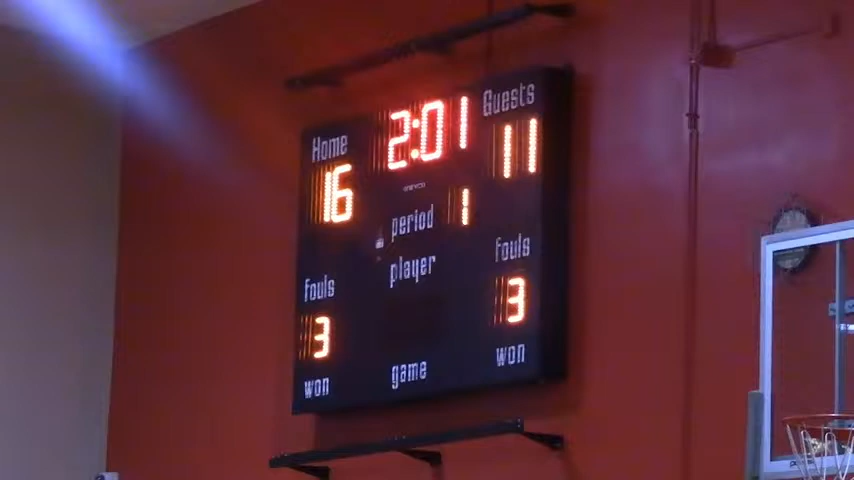 Home 2:01 Guests
16 11
period 1
player
fouls fouls
3 3
won game won